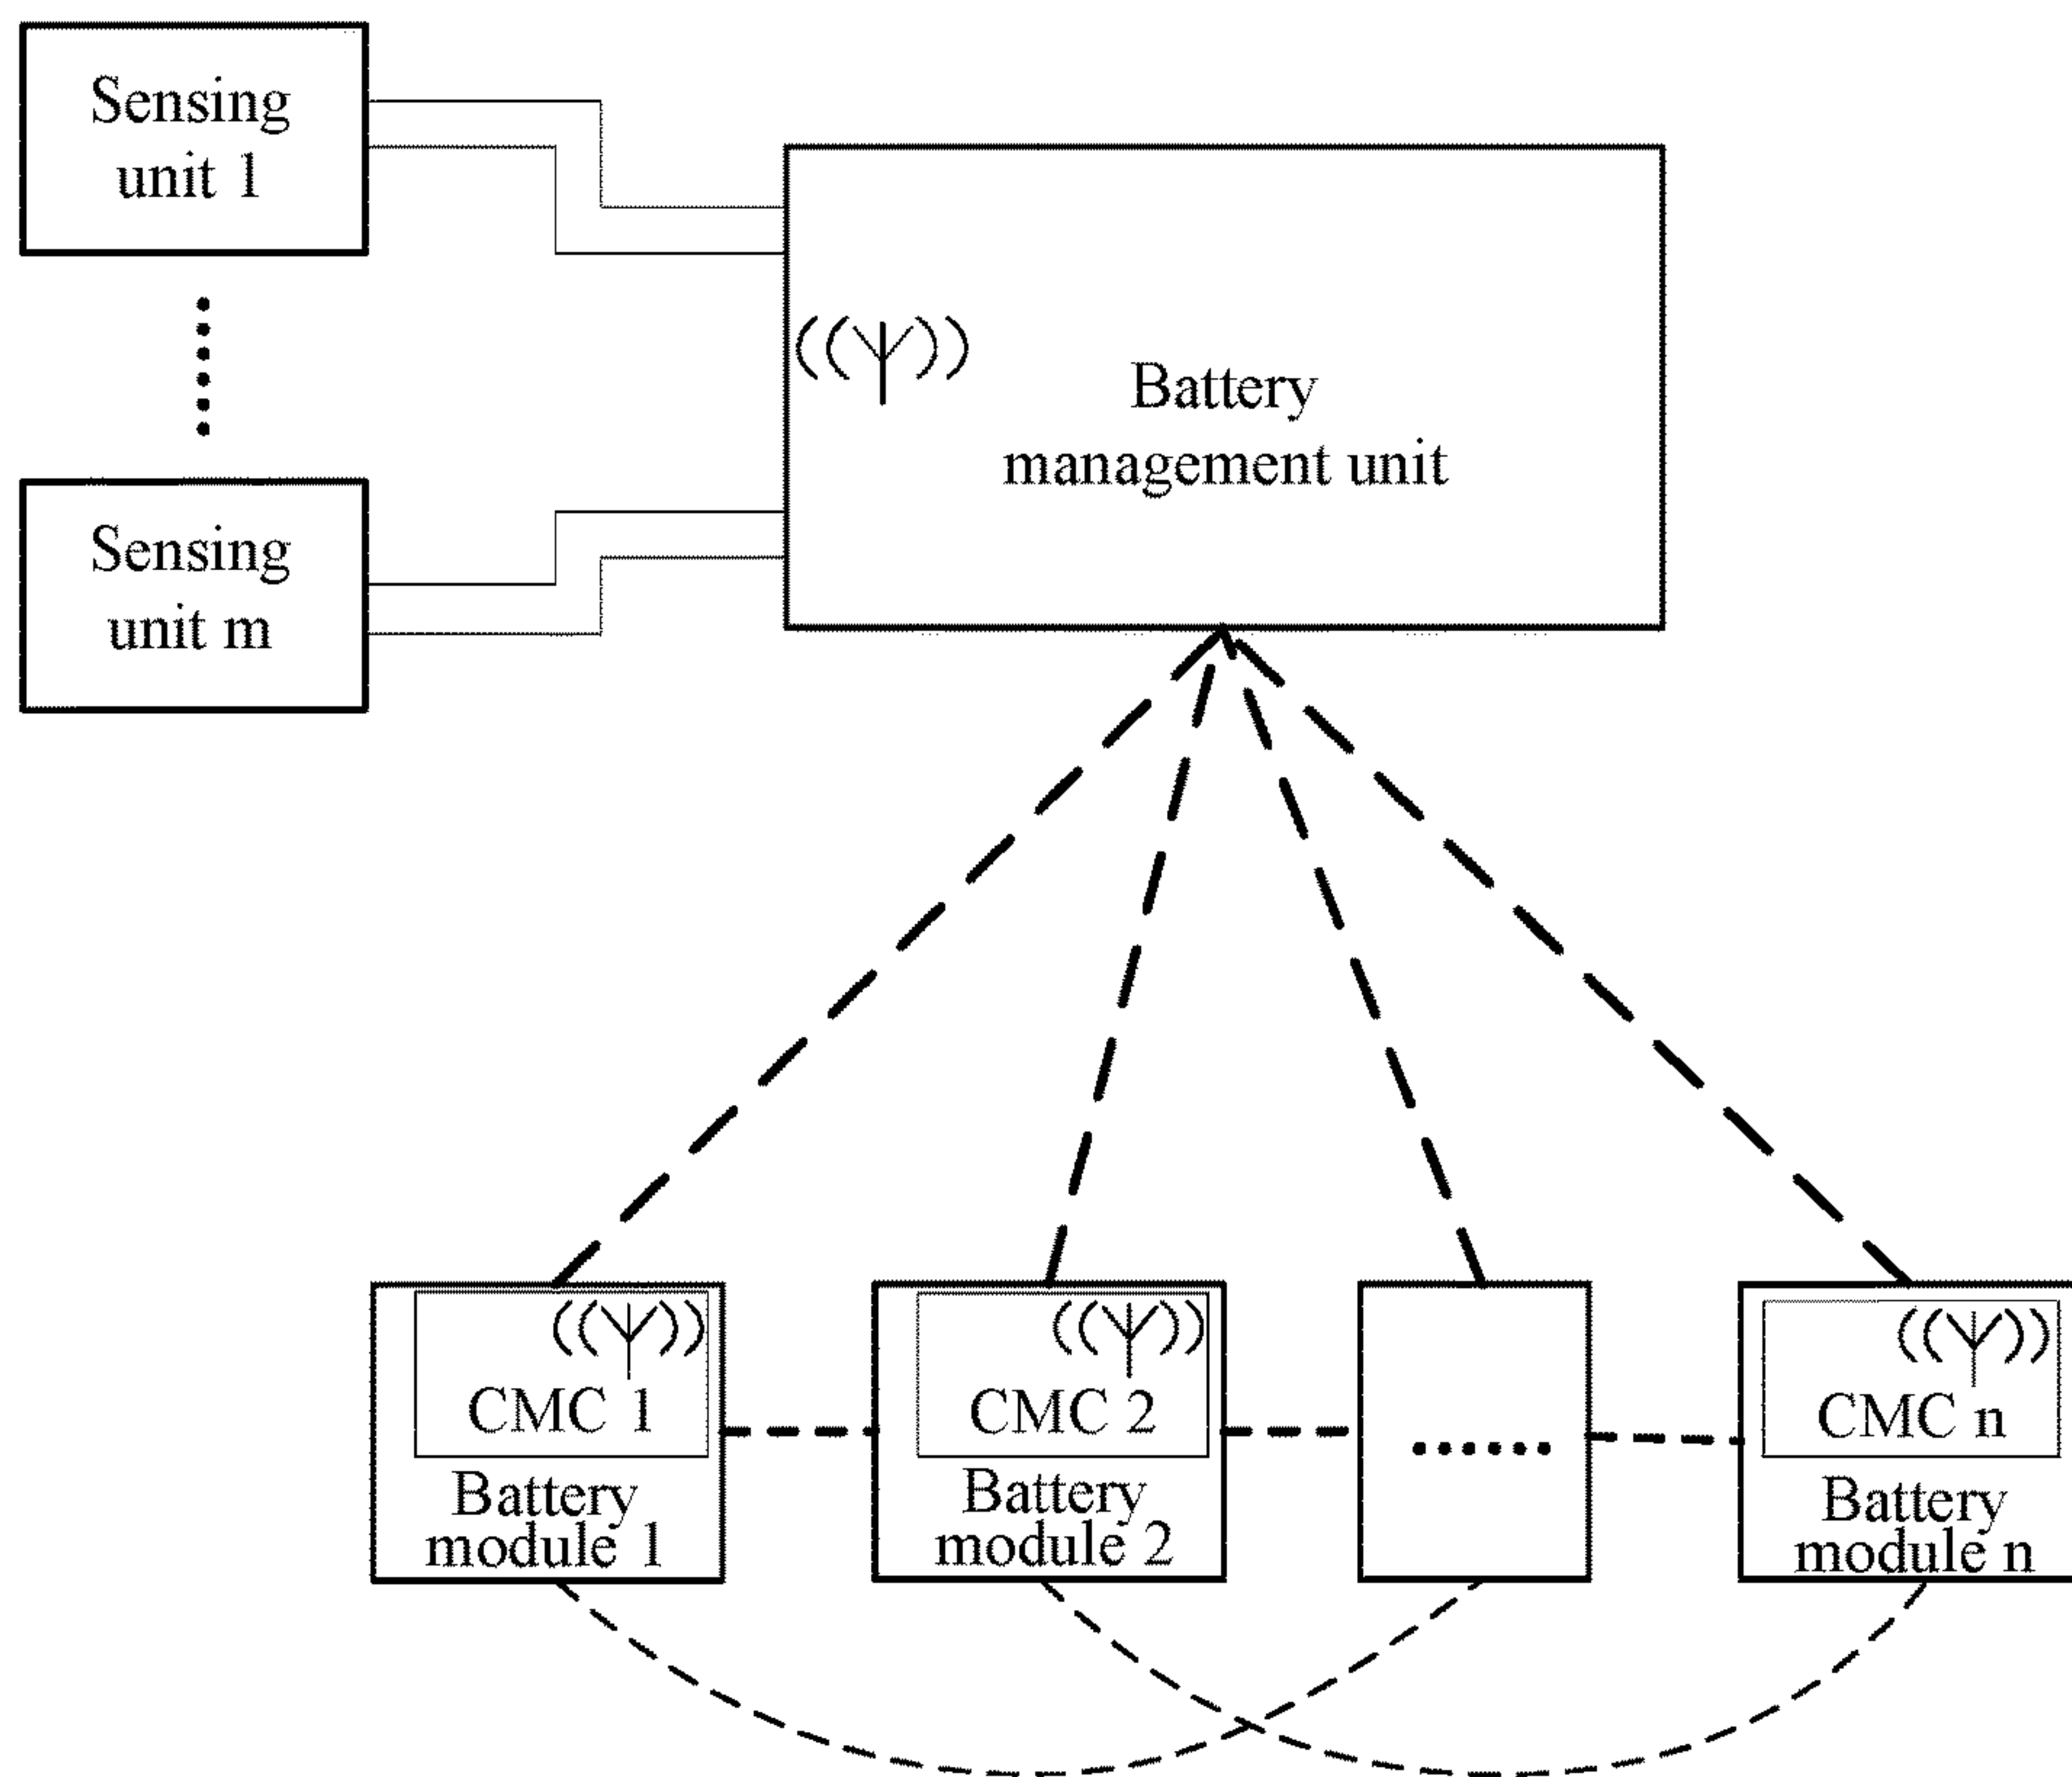 Sensing
unit 1
Battery
management unit
Sensing
unit m
CMC 1
Battery
module 1
CMC 2
Battery
module 2
......
CMC n
Battery
module n